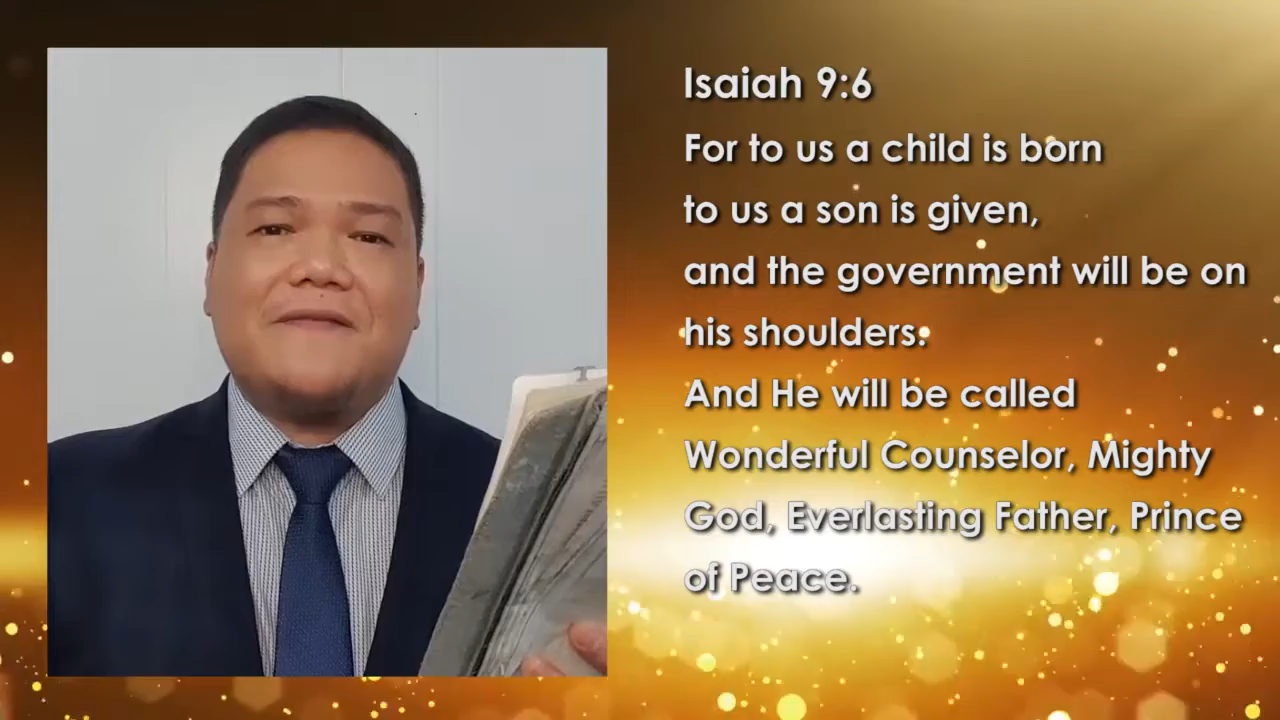 Isaiah 9:6
For to us a child is born
to us a son is given,
and the government will be on
his shoulders:
And He will be called
Wonderful Counselor, Mighty
God, Everlasting Father, Prince
of Peace.